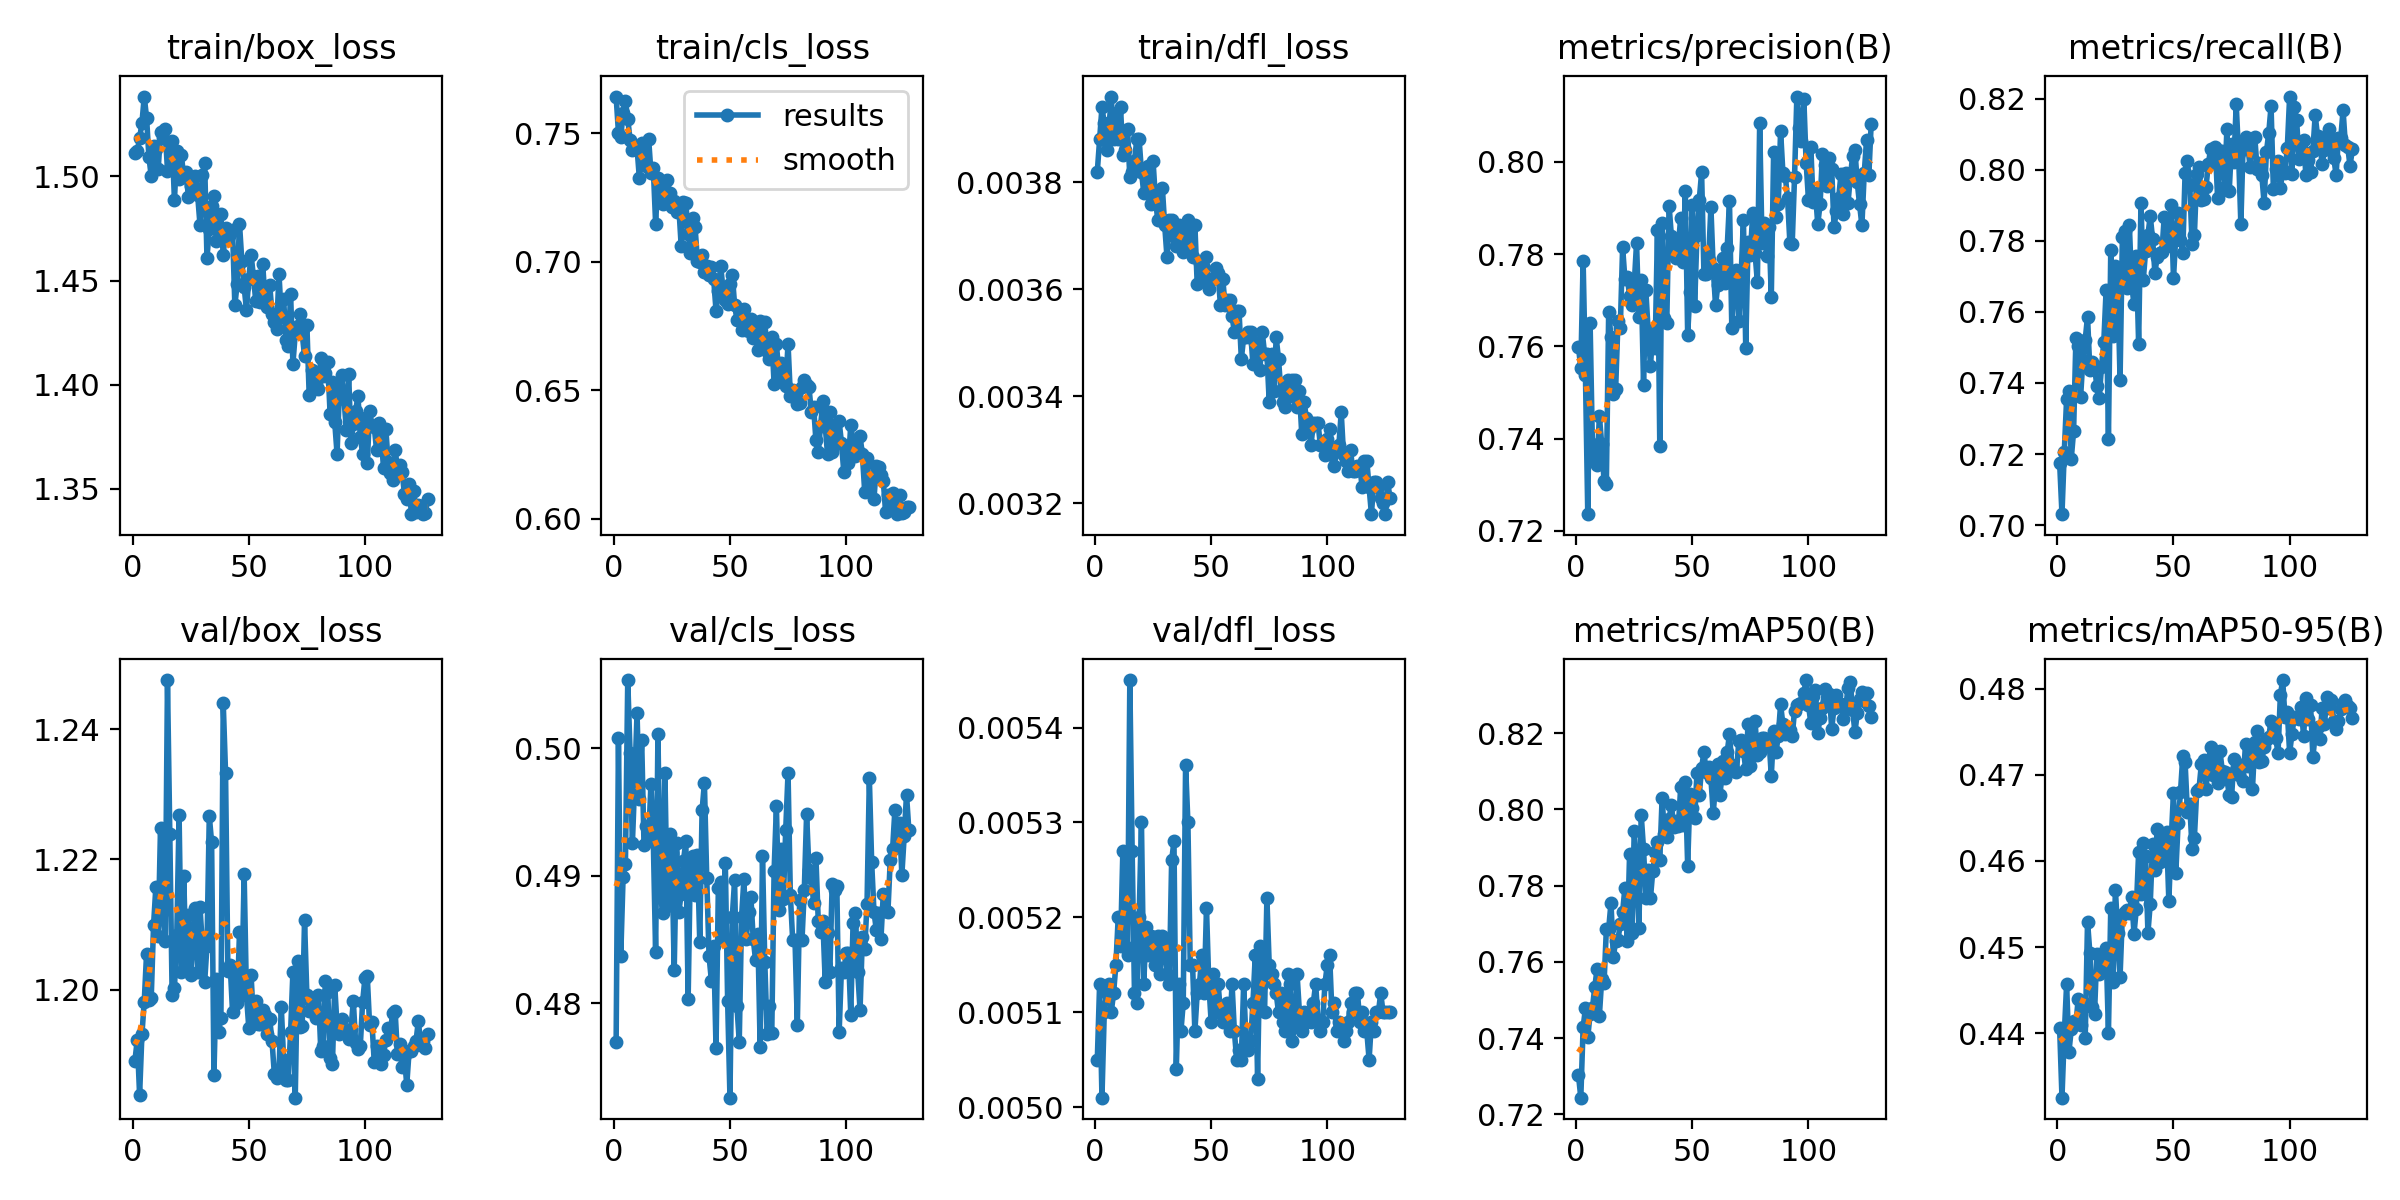 train/box_loss
train/cls_loss
train/dfl_loss
metrics/precision(B)
metrics/recall(B)
results
smooth
1.50
1.45
1.40
1.35
0 50 100
0.75
0.70
0.65
0.60
0 50 100
0.0038
0.0036
0.0034
0.0032
0 50 100
0.80
0.78
0.76
0.74
0.72
0 50 100
0.82
0.80
0.78
0.76
0.74
0.72
0.70
0 50 100
val/box_loss
val/cls_loss
val/dfl_loss
metrics/mAP50(B)
metrics/mAP50-95(B)
1.24
1.22
1.20
0 50 100
0.50
0.49
0.48
0 50 100
0.0054
0.0053
0.0052
0.0051
0.0050
0 50 100
0.82
0.80
0.78
0.76
0.74
0.72
0 50 100
0.48
0.47
0.46
0.45
0.44
0 50 100